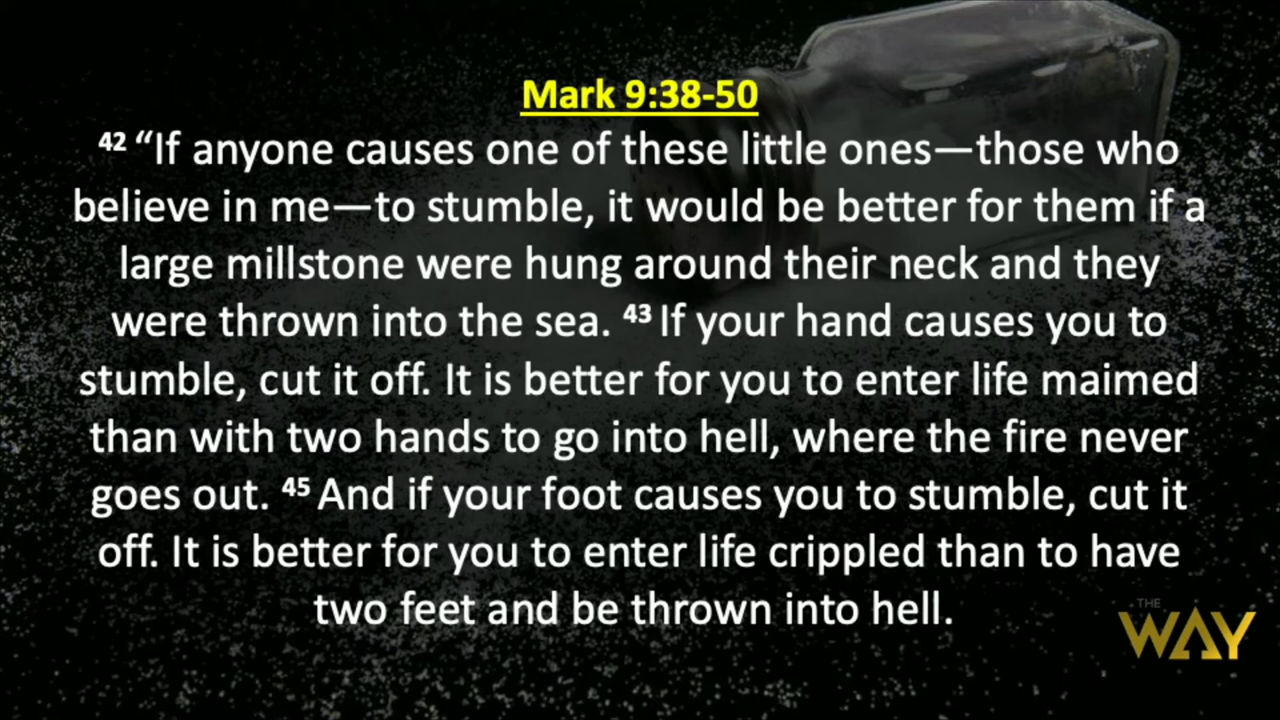 Mark 9:38-50
42 “If anyone causes one of these little ones—those who
believe in me—to stumble, it would be better for them if a
large millstone were hung around their neck and they
were thrown into the sea. 43 If your hand causes you to
stumble, cut it off. It is better for you to enter life maimed
than with two hands to go into hell, where the fire never
goes out. 45 And if your foot causes you to stumble, cut it
off. It is better for you to enter life crippled than to have
two feet and be thrown into hell.
THE
WAY